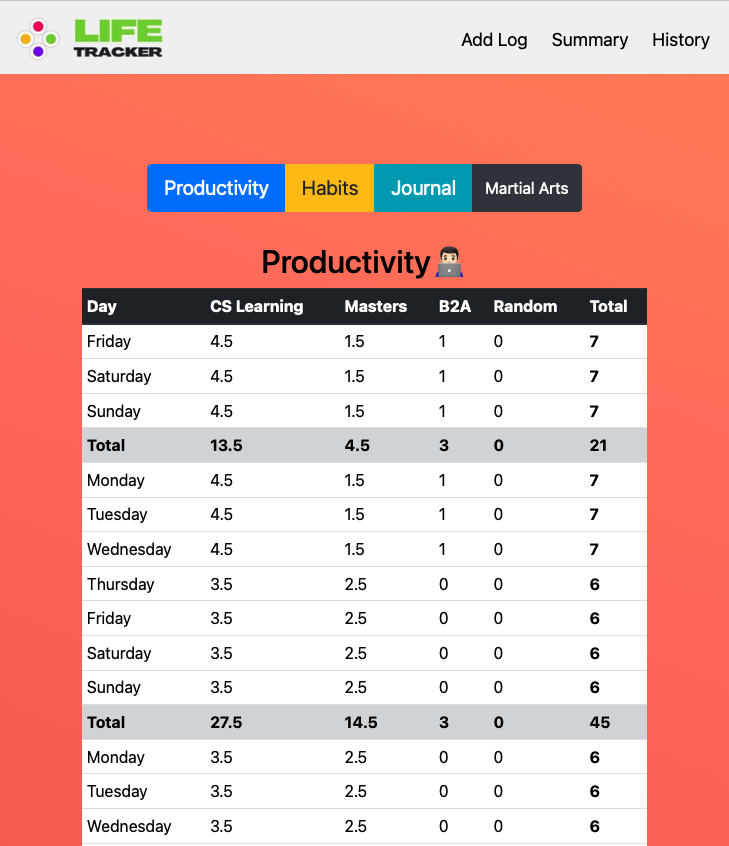 LIFE
TRACKER
Add Log Summary History
Productivity Habits Journal Martial Arts
Productivity
Day CS Learning Masters B2A Random Total
Friday 4.5 1.5 1 0 7
Saturday 4.5 1.5 1 0 7
Sunday 4.5 1.5 1 0 7
Total 13.5 4.5 3 0 21
Monday 4.5 1.5 1 0 7
Tuesday 4.5 1.5 1 0 7
Wednesday 4.5 1.5 1 0 7
Thursday 3.5 2.5 0 0 6
Friday 3.5 2.5 0 0 6
Saturday 3.5 2.5 0 0 6
Sunday 3.5 2.5 0 0 6
Total 27.5 14.5 3 0 45
Monday 3.5 2.5 0 0 6
Tuesday 3.5 2.5 0 0 6
Wednesday 3.5 2.5 0 0 6